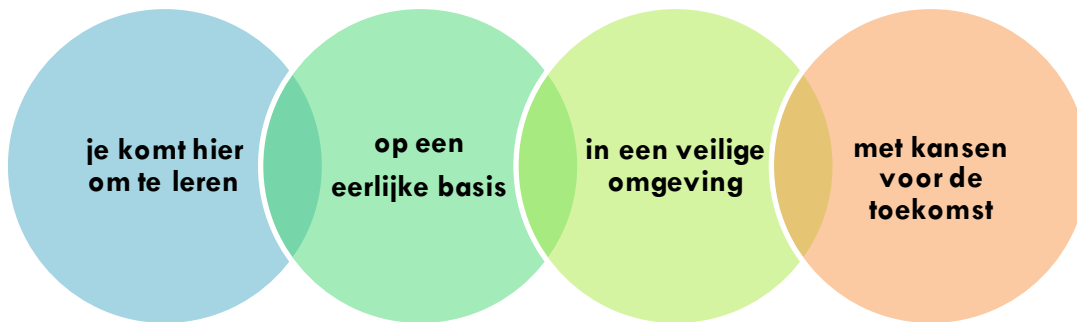 je komt hier
om te leren
op een
eerlijke basis
in een veilige
omgeving
met kansen
voor de
toekomst